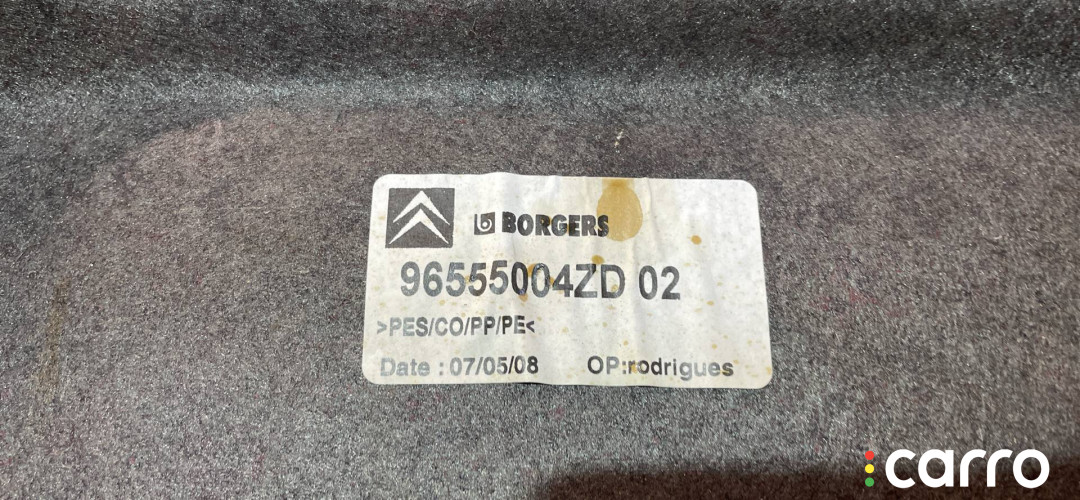 BORGERS
96555004ZD 02
>PES/CO/PP/PE<
Date : 07/05/08 OP:rodrigues
carro